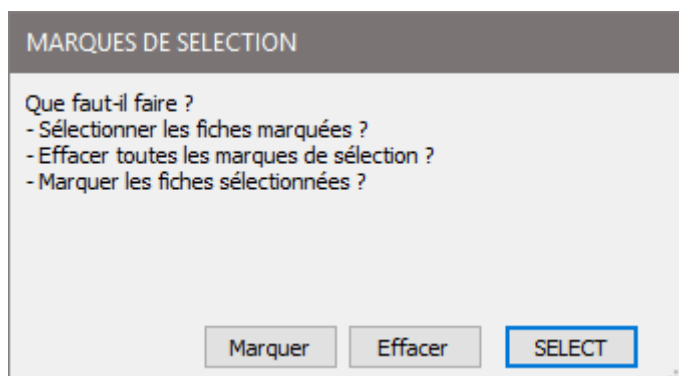 MARQUES DE SELECTION
Que faut-il faire ?
- Sélectionner les fiches marquées ?
- Effacer toutes les marques de sélection ?
- Marquer les fiches sélectionnées ?
Marquer Effacer SELECT